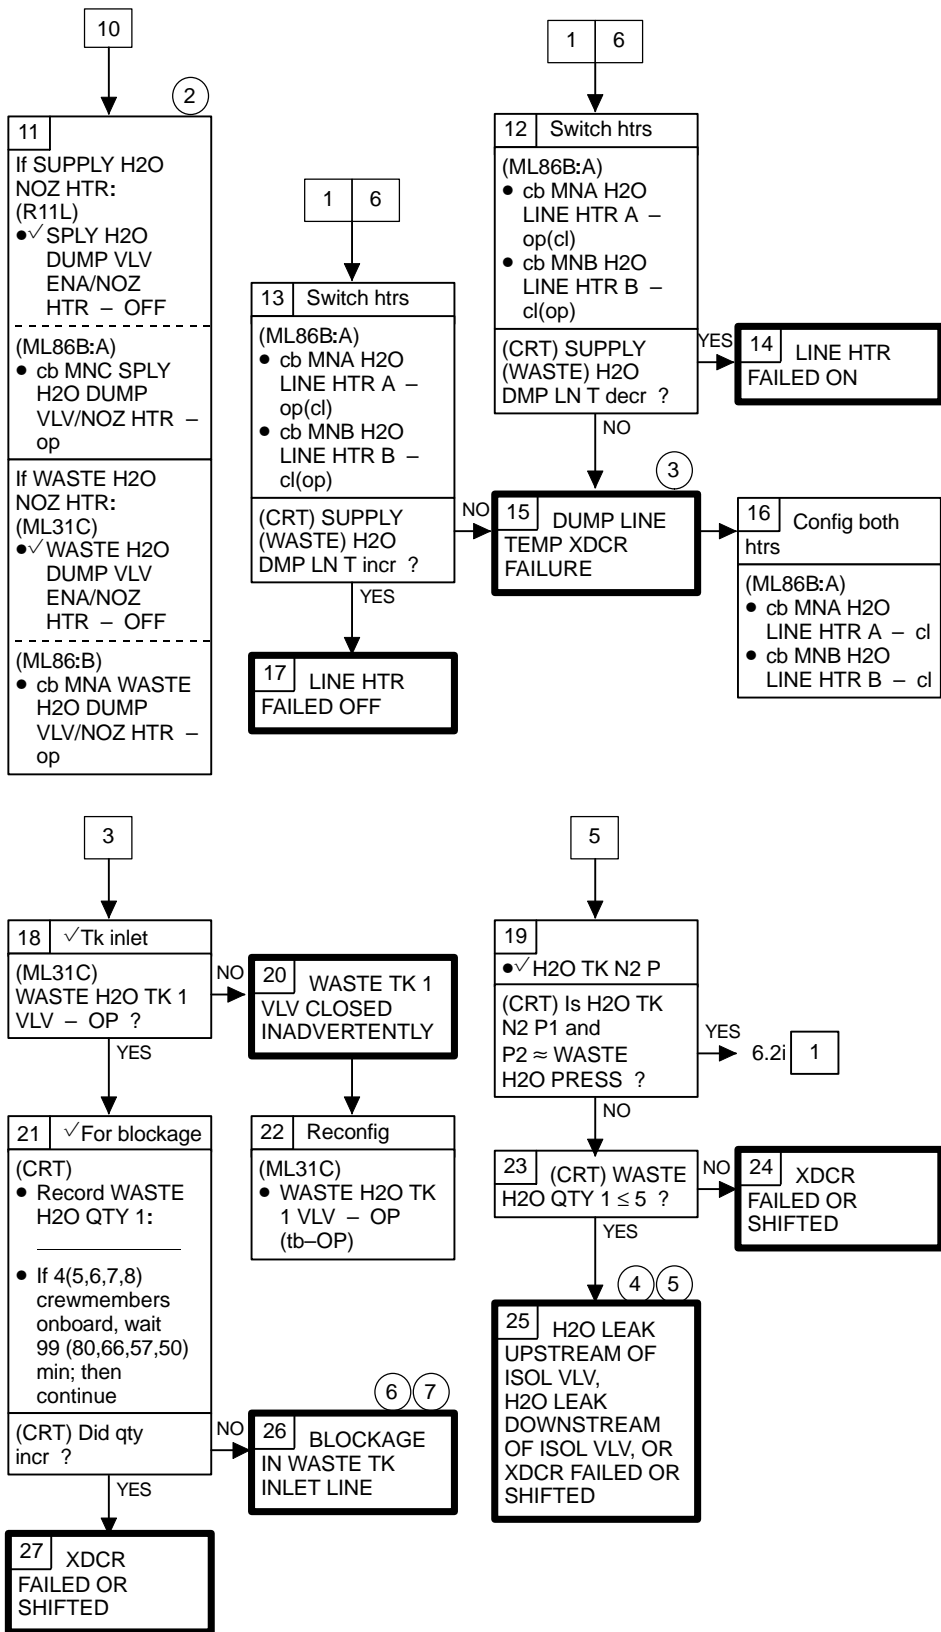 10
2
11
If SUPPLY H2O
NOZ HTR:
(R11L)
•√ SPLY H2O
DUMP VLV
ENA/NOZ
HTR – OFF
(ML86B:A)
• cb MNC SPLY
H2O DUMP
VLV/NOZ HTR –
op
If WASTE H2O
NOZ HTR:
(ML31C)
•√ WASTE H2O
DUMP VLV
ENA/NOZ
HTR – OFF
(ML86:B)
• cb MNA WASTE
H2O DUMP
VLV/NOZ HTR –
op
1 6
13 Switch htrs
(ML86B:A)
• cb MNA H2O
LINE HTR A –
op(cl)
• cb MNB H2O
LINE HTR B –
cl(op)
(CRT) SUPPLY
(WASTE) H2O
DMP LN T incr ?
NO
YES
17 LINE HTR
FAILED OFF
1 6
12 Switch htrs
(ML86B:A)
• cb MNA H2O
LINE HTR A –
op(cl)
• cb MNB H2O
LINE HTR B –
cl(op)
(CRT) SUPPLY
(WASTE) H2O
DMP LN T decr ?
YES
NO
14 LINE HTR
FAILED ON
3
15 DUMP LINE
TEMP XDCR
FAILURE
16 Config both
htrs
(ML86B:A)
• cb MNA H2O
LINE HTR A – cl
• cb MNB H2O
LINE HTR B – cl
3
18 √Tk inlet
(ML31C)
WASTE H2O TK 1
VLV – OP ?
NO
YES
20 WASTE TK 1
VLV CLOSED
INADVERTENTLY
22 Reconfig
(ML31C)
• WASTE H2O TK
1 VLV – OP
(tb–OP)
21 √For blockage
(CRT)
• Record WASTE
H2O QTY 1:
• If 4(5,6,7,8)
crewmembers
onboard, wait
99 (80,66,57,50)
min; then
continue
(CRT) Did qty
incr ?
NO
YES
6 7
26 BLOCKAGE
IN WASTE TK
INLET LINE
27 XDCR
FAILED OR
SHIFTED
5
19
•√ H2O TK N2 P
(CRT) Is H2O TK
N2 P1 and
P2 ≈ WASTE
H2O PRESS ?
YES
6.2i 1
NO
23 (CRT) WASTE
H2O QTY 1 ≤ 5 ?
NO
YES
24 XDCR
FAILED OR
SHIFTED
4 5
25 H2O LEAK
UPSTREAM OF
ISOL VLV,
H2O LEAK
DOWNSTREAM
OF ISOL VLV, OR
XDCR FAILED OR
SHIFTED